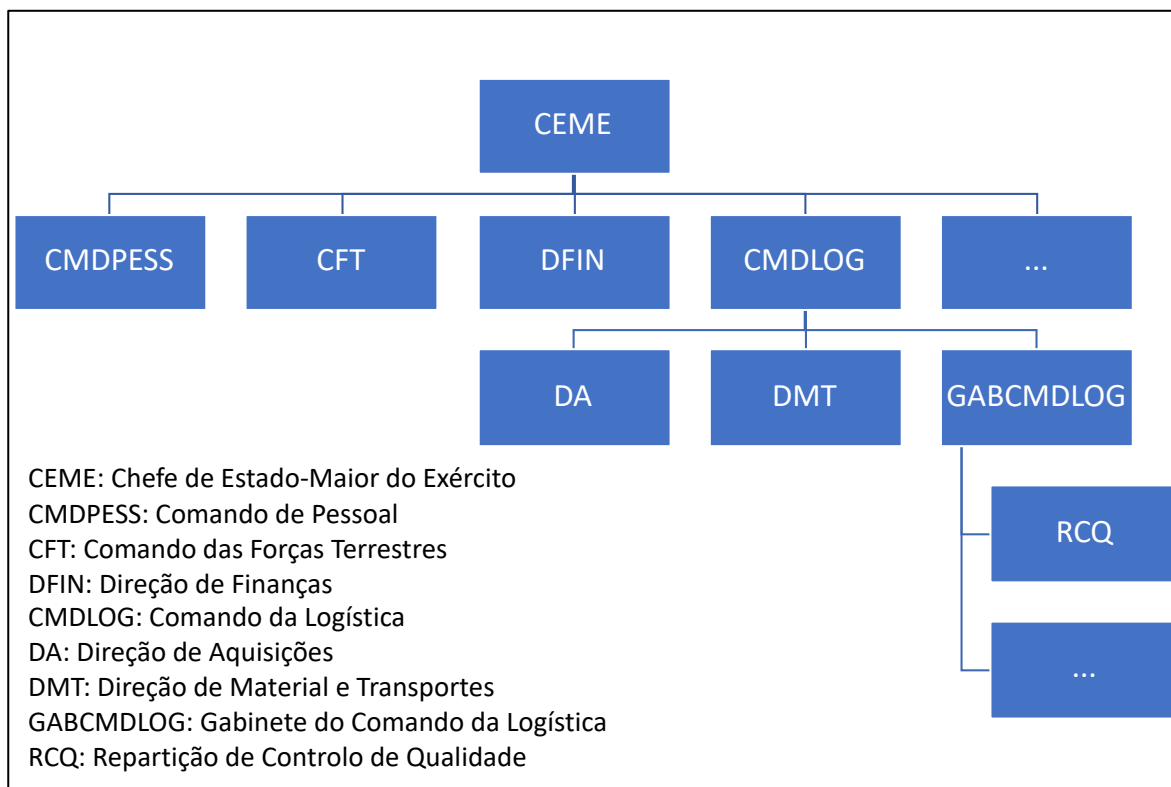 CEME
CMDPESS
CFT
DFIN
CMDLOG
...
DA
DMT
GABCMDLOG
RCQ
...
CEME: Chefe de Estado-Maior do Exército
CMDPESS: Comando de Pessoal
CFT: Comando das Forças Terrestres
DFIN: Direção de Finanças
CMDLOG: Comando da Logística
DA: Direção de Aquisições
DMT: Direção de Material e Transportes
GABCMDLOG: Gabinete do Comando da Logística
RCQ: Repartição de Controlo de Qualidade